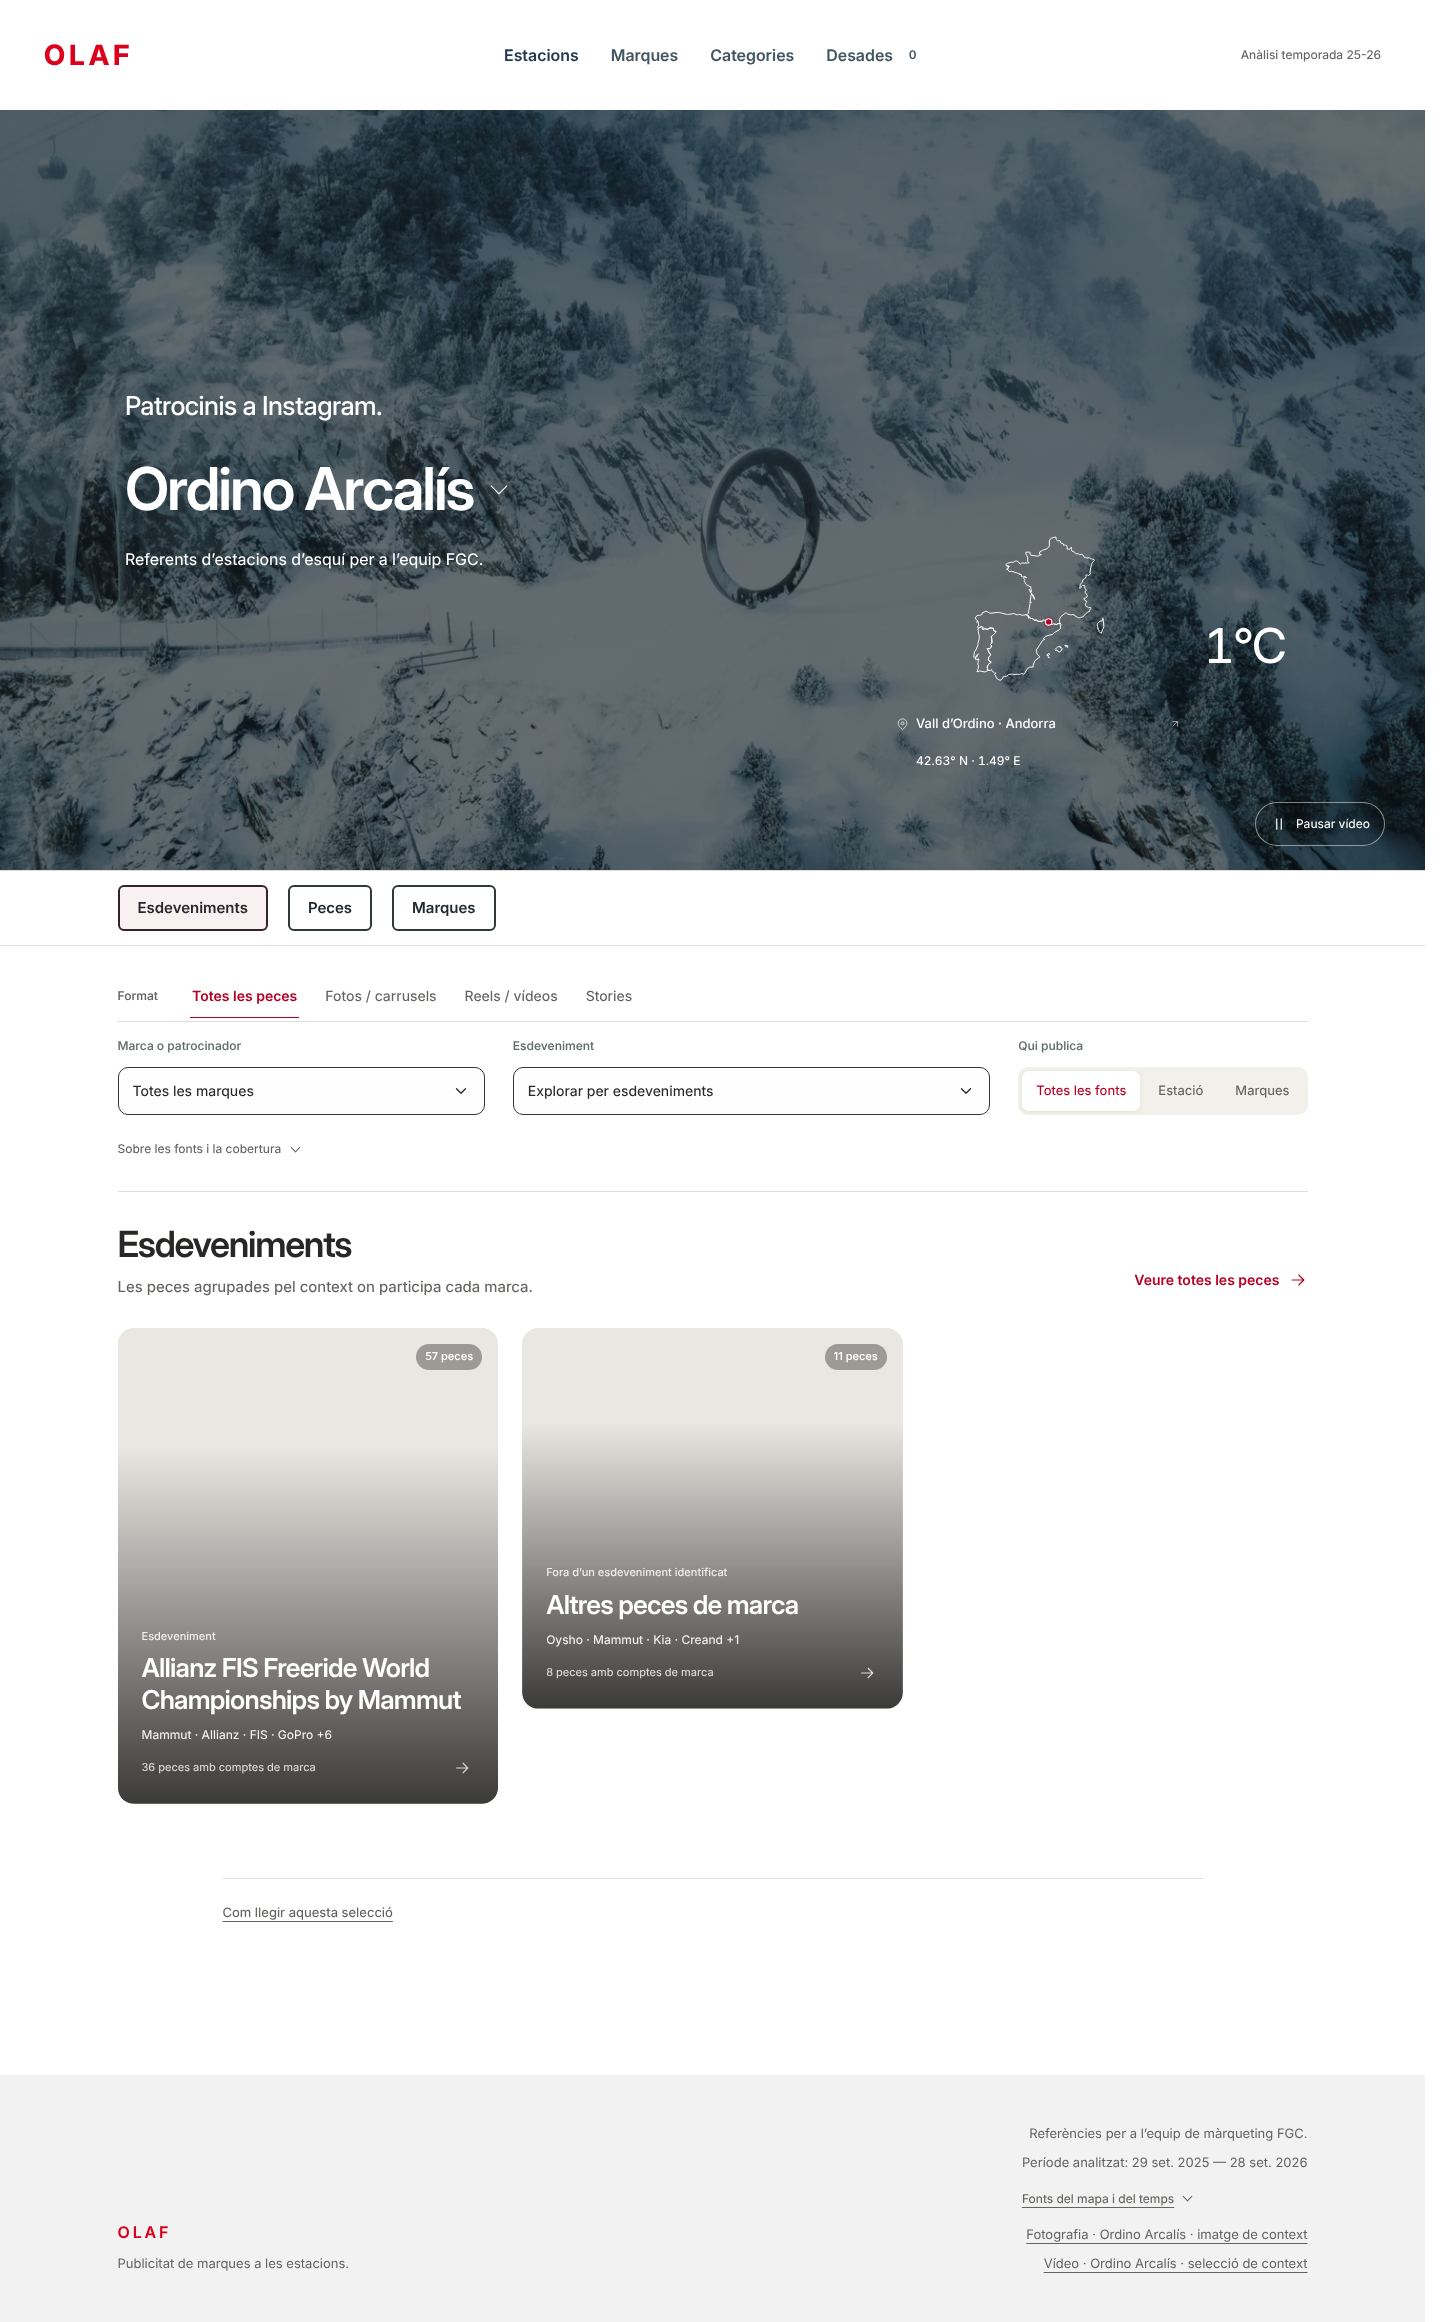 OLAF
Estacions
Marques
Categories
Desades 0
Anàlisi temporada 25-26
Patrocinis a Instagram.
Ordino Arcalís
Referents d’estacions d’esquí per a l’equip FGC.
1°C
Vall d’Ordino · Andorra
42.63° N · 1.49° E
Pausar vídeo
Esdeveniments
Peces
Marques
Format
Totes les peces
Fotos / carrusels
Reels / vídeos
Stories
Marca o patrocinador
Totes les marques
Esdeveniment
Explorar per esdeveniments
Qui publica
Totes les fonts
Estació
Marques
Sobre les fonts i la cobertura
Esdeveniments
Les peces agrupades pel context on participa cada marca.
Veure totes les peces
57 peces
Esdeveniment
Allianz FIS Freeride World
Championships by Mammut
Mammut · Allianz · FIS · GoPro +6
36 peces amb comptes de marca
11 peces
Fora d’un esdeveniment identificat
Altres peces de marca
Oysho · Mammut · Kia · Creand +1
8 peces amb comptes de marca
Com llegir aquesta selecció
OLAF
Publicitat de marques a les estacions.
Referències per a l’equip de màrqueting FGC.
Període analitzat: 29 set. 2025 — 28 set. 2026
Fonts del mapa i del temps
Fotografia · Ordino Arcalís · imatge de context
Vídeo · Ordino Arcalís · selecció de context